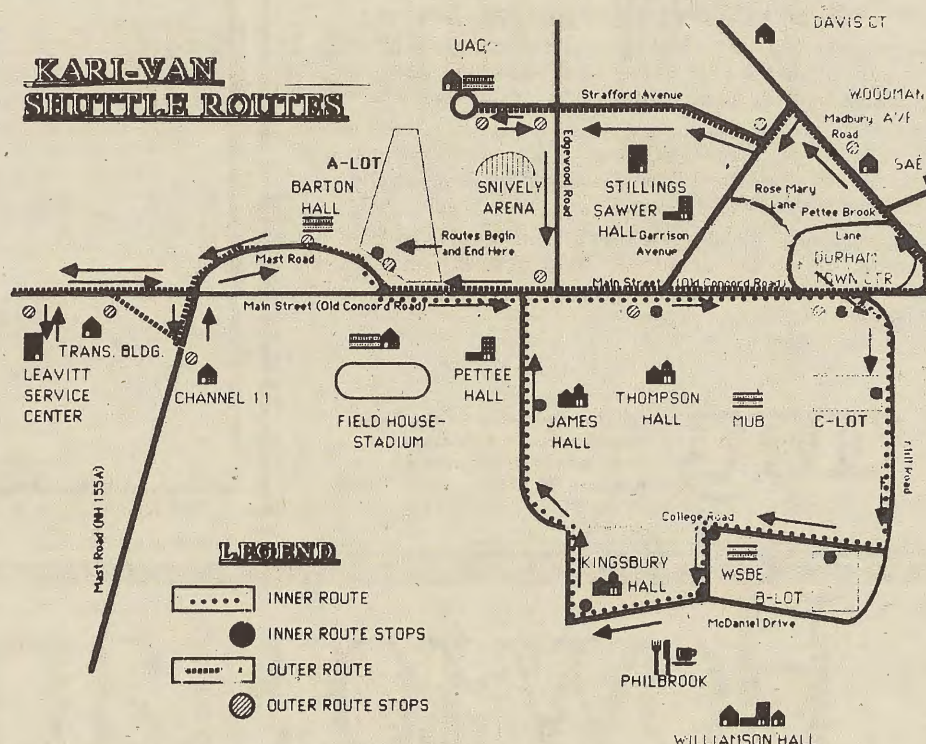 KARI-VAN
SHUTTLE ROUTES
UAC
DAVIS CT
Strafford Avenue
WOODMAN
AVE
Madbury
Road
Edgewood Road
A-LOT
BARTON
HALL
SNIVELY
ARENA
STILLINGS
SAWYER
HALL
Garrison
Avenue
Rose Mary
Lane
Pettee Brook
Lane
SAE
Routes Begin
and End Here
Mast Road
DURHAM
TOWN CTR
Main Street (Old Concord Road)
Main Street (Old Concord Road)
TRANS. BLDG.
LEAVITT
SERVICE
CENTER
CHANNEL 11
FIELD HOUSE-
STADIUM
PETTEE
HALL
JAMES
HALL
THOMPSON
HALL
MUB
C-LOT
Mill Road
Mast Road (NH 155A)
College Road
KINGSBURY
HALL
WSBE
B-LOT
McDaniel Drive
PHILBROOK
WILLIAMSON HALL
LEGEND
INNER ROUTE
INNER ROUTE STOPS
OUTER ROUTE
OUTER ROUTE STOPS